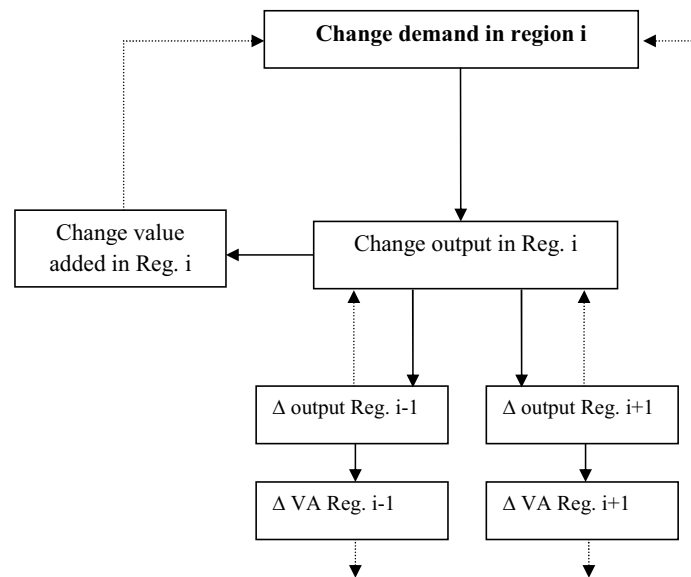 Change demand in region i
Change value
added in Reg. i
Change output in Reg. i
Δ output Reg. i-1
Δ output Reg. i+1
Δ VA Reg. i-1
Δ VA Reg. i+1